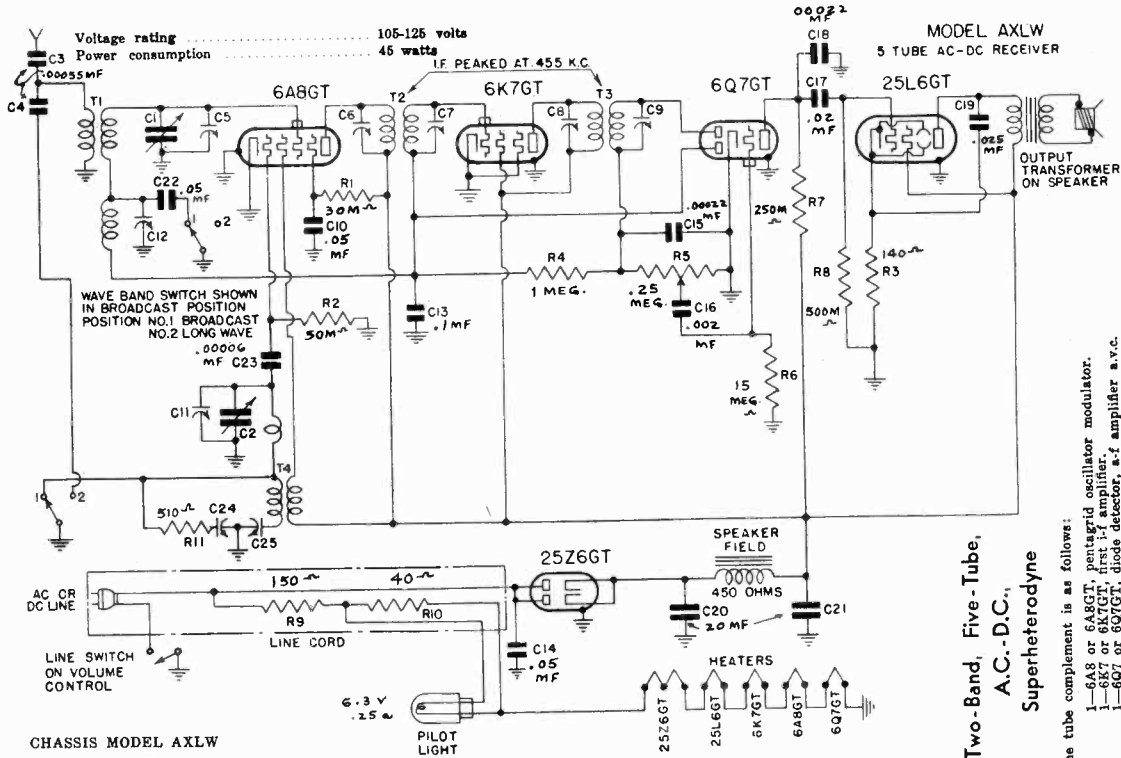 Voltage rating ............ 105-125 volts
Power consumption ............ 45 watts
MODEL AXLW
5 TUBE AC-DC RECEIVER
I.F. PEAKED AT 455 K.C.
C3
.00055MF
C4
T1
C1
C5
6A8GT
C6
T2
C7
6K7GT
C8
T3
C9
6Q7GT
.00022
MF
C18
C17
.02
MF
25L6GT
C19
.025
MF
OUTPUT
TRANSFORMER
ON SPEAKER
C22
.05
MF
1
2
C12
R1
30M Ω
C10
.05
MF
.00022
MF
C15
250M
Ω
R7
R4
1 MEG.
R5
.25
MEG.
C16
.002
MF
R8
500M
Ω
140 Ω
R3
WAVE BAND SWITCH SHOWN
IN BROADCAST POSITION
POSITION NO.1 BROADCAST
NO.2 LONG WAVE
R2
50M Ω
C13
.1MF
.00006
MF C23
R6
15
MEG.
Ω
C11
C2
T4
1
2
510 Ω
R11
C24
C25
SPEAKER
FIELD
450 OHMS
25Z6GT
AC OR
DC LINE
150 Ω
R9
40 Ω
R10
LINE CORD
C14
.05
MF
C20
20 MF
C21
LINE SWITCH
ON VOLUME
CONTROL
6.3 V
.25 a
PILOT
LIGHT
HEATERS
25Z6GT
25L6GT
6K7GT
6A8GT
6Q7GT
CHASSIS MODEL AXLW
Two-Band, Five-Tube,
A.C.-D.C.,
Superheterodyne
tube complement is as follows:
1—6A8 or 6A8GT, pentagrid oscillator modulator.
1—6K7 or 6K7GT, first i-f amplifier.
1—6Q7 or 6Q7GT, diode detector, a-f amplifier a.v.c.